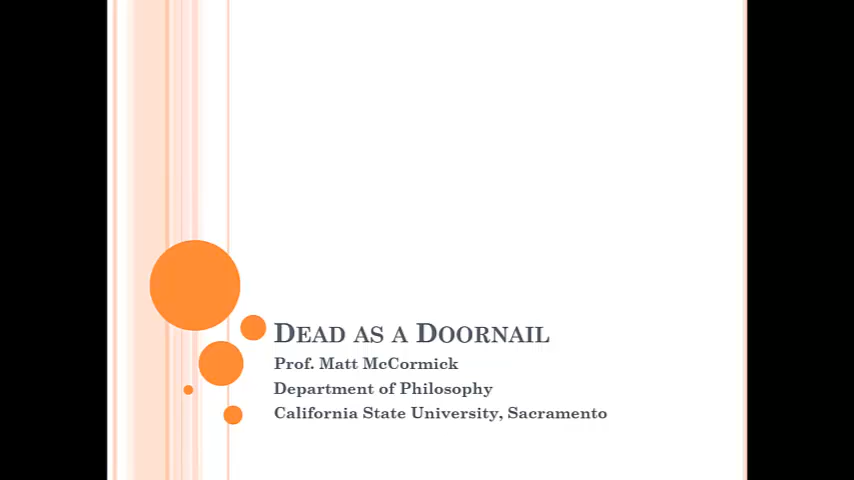 Dead as a Doornail
Prof. Matt McCormick
Department of Philosophy
California State University, Sacramento